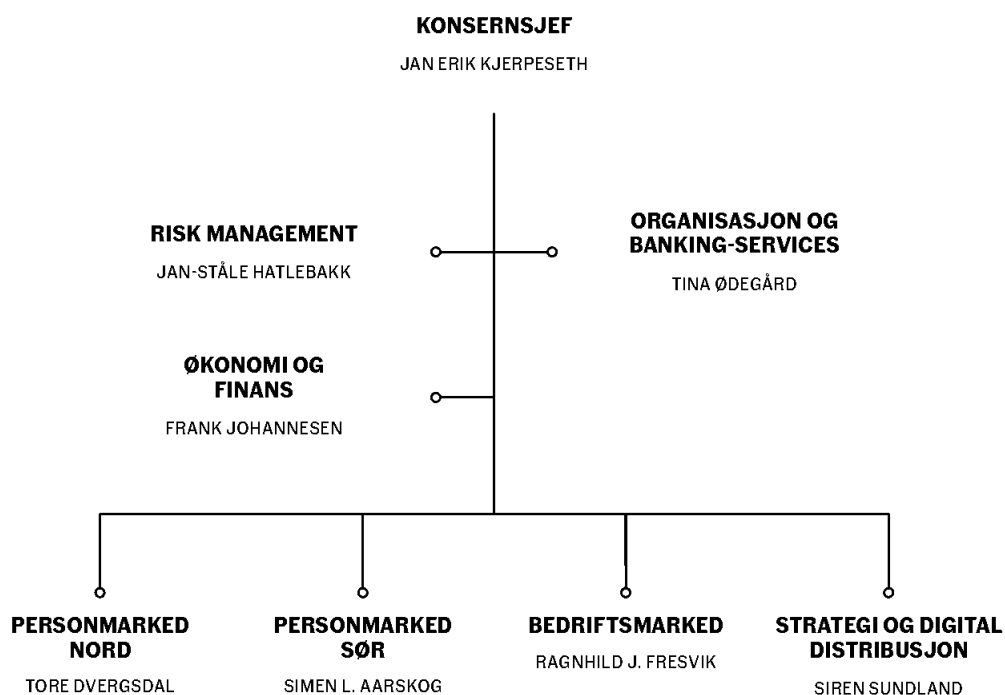 KONSERNSJEF
JAN ERIK KJERPESETH
RISK MANAGEMENT
JAN-STÅLE HATLEBAKK
ORGANISASJON OG
BANKING-SERVICES
TINA ØDEGÅRD
ØKONOMI OG
FINANS
FRANK JOHANNESEN
PERSONMARKED
NORD
TORE DVERGSDAL
PERSONMARKED
SØR
SIMEN L. AARSKOG
BEDRIFTSMARKED
RAGNHILD J. FRESVIK
STRATEGI OG DIGITAL
DISTRIBUSJON
SIREN SUNDLAND